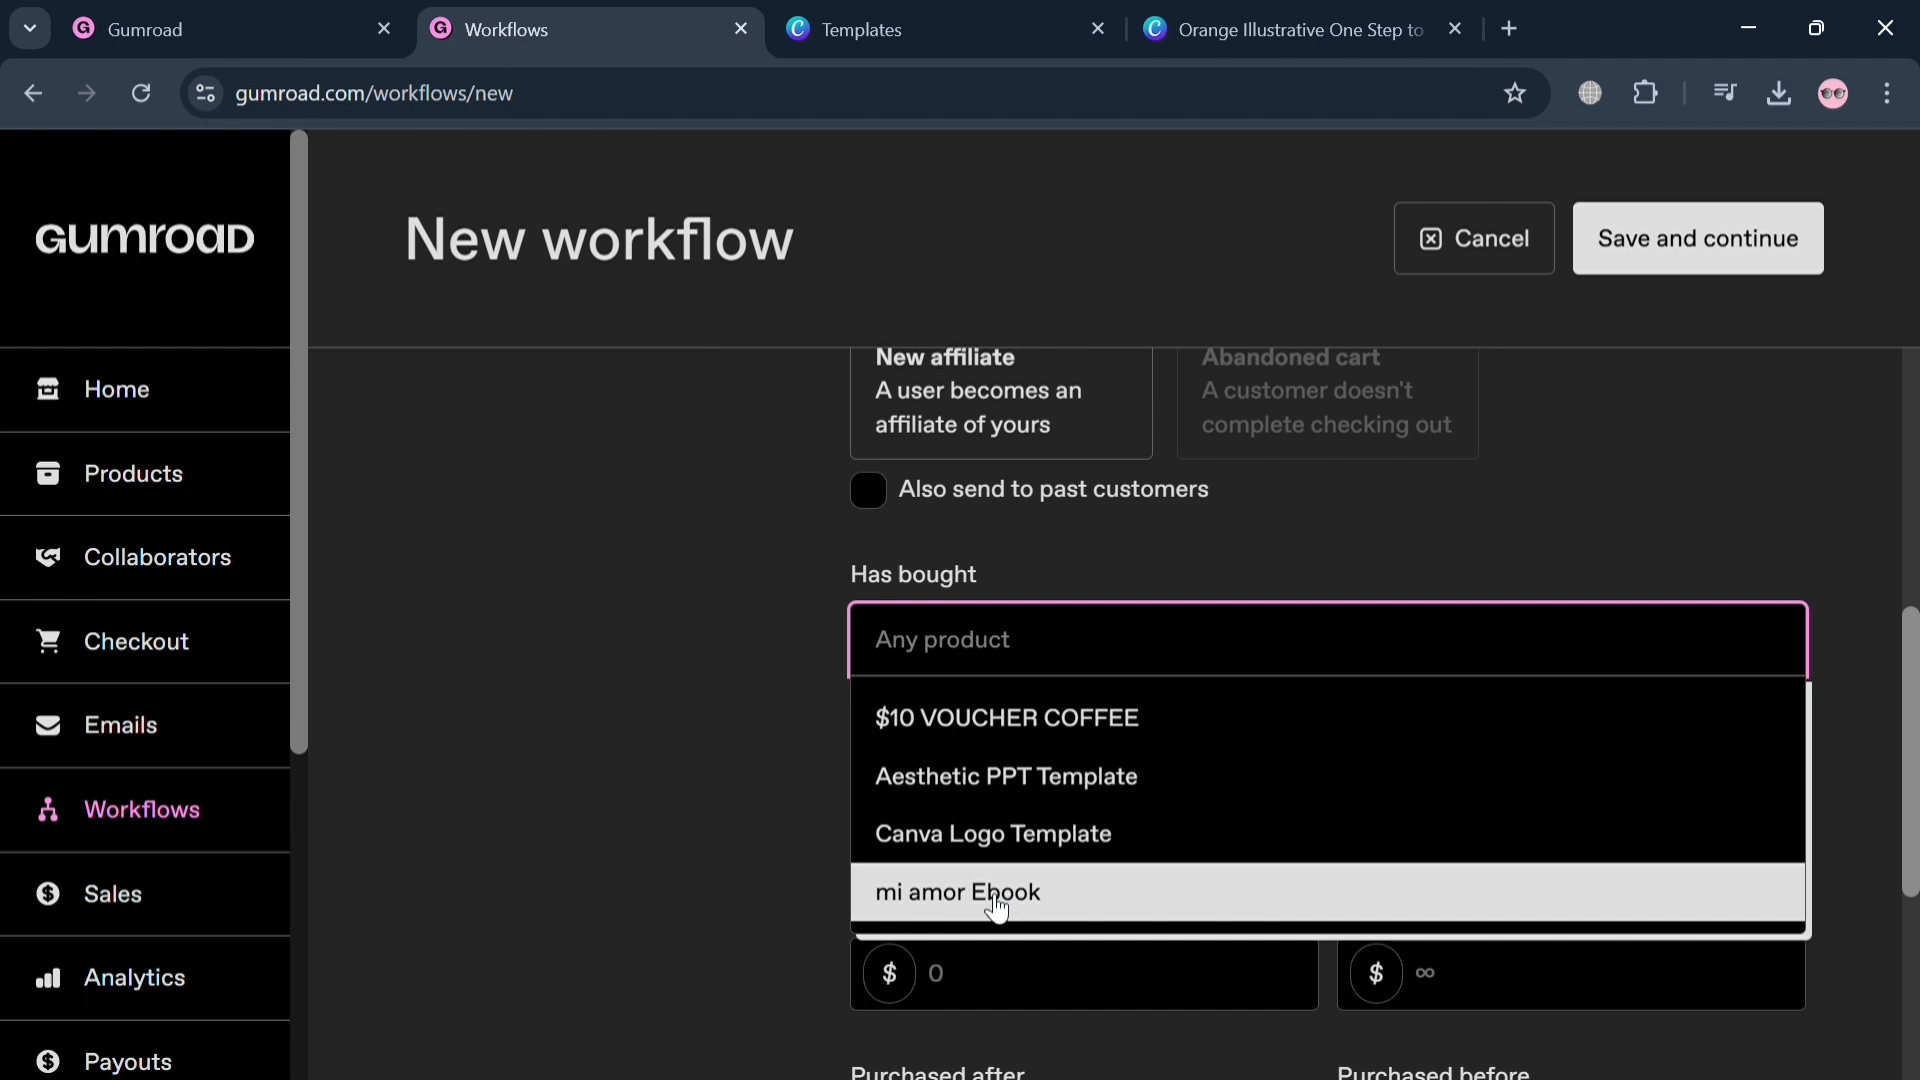 Gumroad
Workflows
Templates
Orange Illustrative One Step to
gumroad.com/workflows/new
GUMROAD
New workflow
Cancel
Save and continue
Home
Products
Collaborators
Checkout
Emails
Workflows
Sales
Analytics
Payouts
New affiliate
A user becomes an
affiliate of yours
Abandoned cart
A customer doesn't
complete checking out
Also send to past customers
Has bought
Any product
$10 VOUCHER COFFEE
Aesthetic PPT Template
Canva Logo Template
mi amor Ebook
$ 0
$ ∞
Purchased after
Purchased before